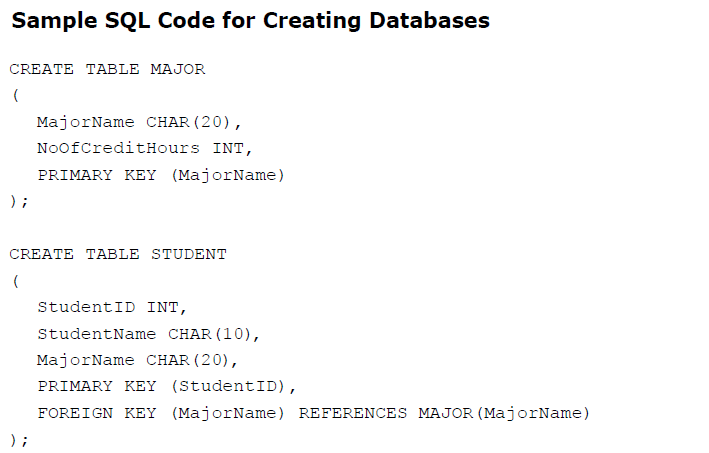 Sample SQL Code for Creating Databases
CREATE TABLE MAJOR
(
MajorName CHAR(20),
NoOfCreditHours INT,
PRIMARY KEY (MajorName)
);
CREATE TABLE STUDENT
(
StudentID INT,
StudentName CHAR(10),
MajorName CHAR(20),
PRIMARY KEY (StudentID),
FOREIGN KEY (MajorName) REFERENCES MAJOR(MajorName)
);